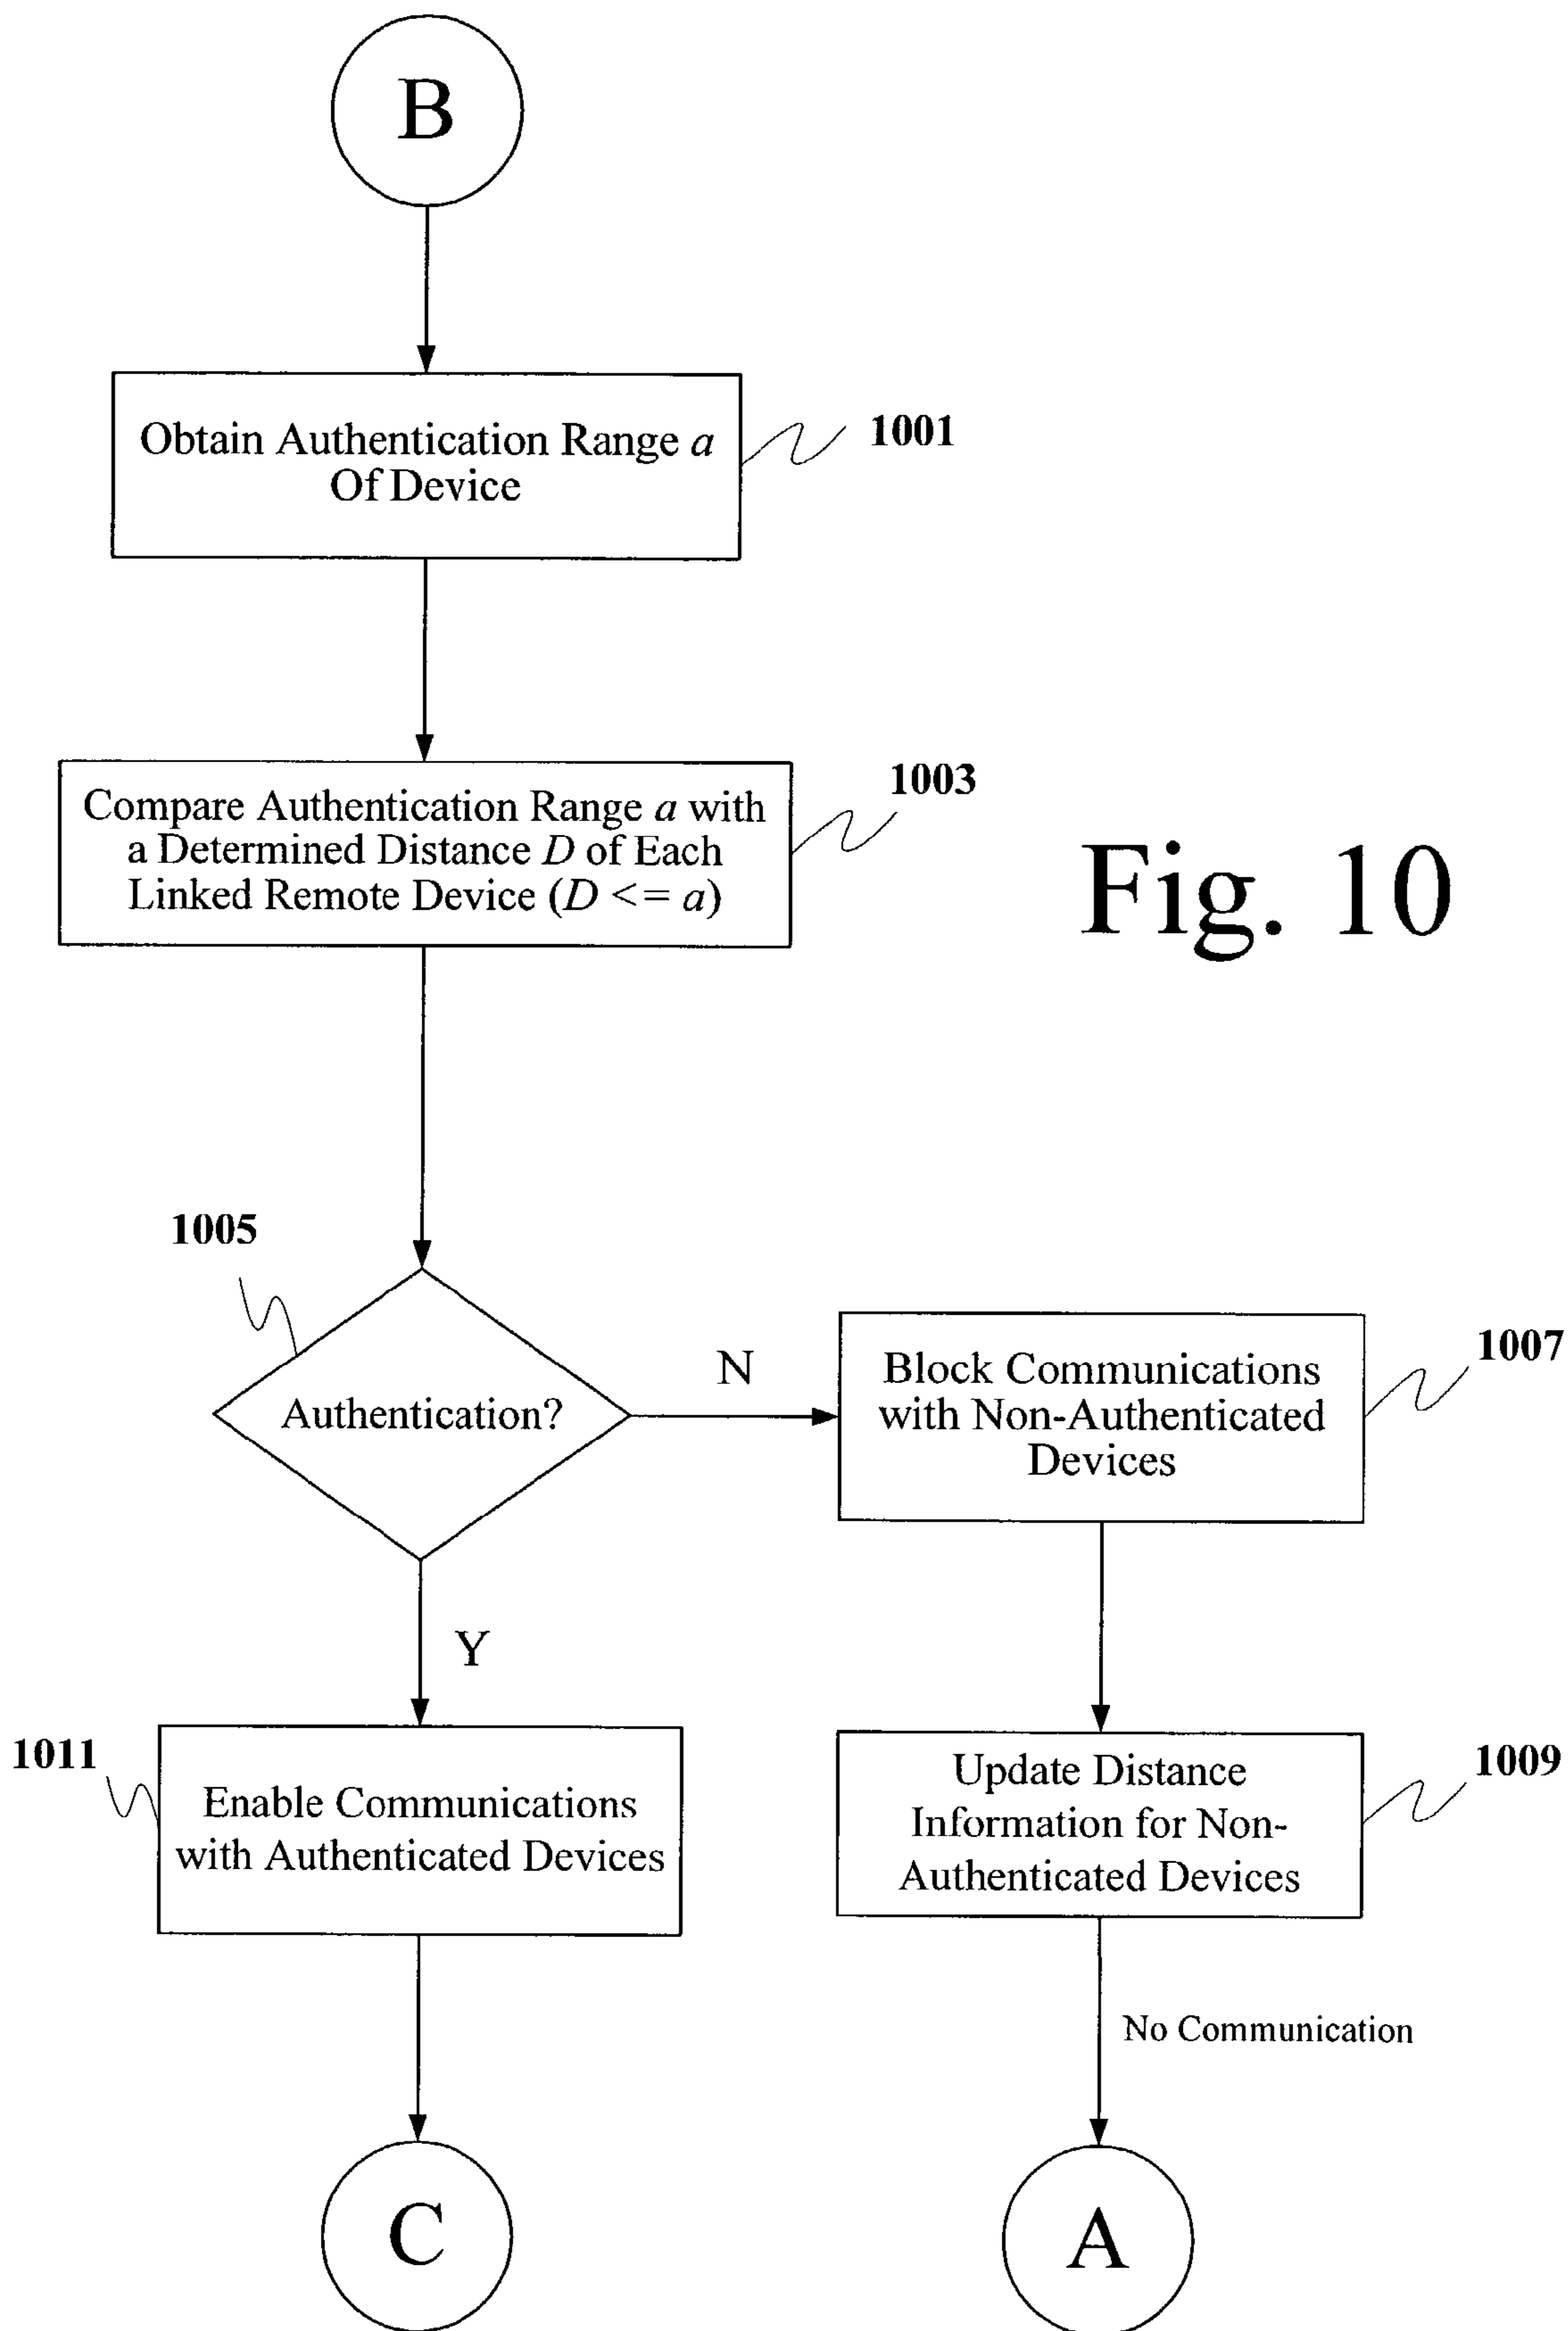 B
Obtain Authentication Range a
Of Device
1001
Compare Authentication Range a with
a Determined Distance D of Each
Linked Remote Device (D <= a)
1003
Fig. 10
1005
Authentication?
N
Block Communications
with Non-Authenticated
Devices
1007
Y
1011
Enable Communications
with Authenticated Devices
Update Distance
Information for Non-
Authenticated Devices
1009
No Communication
C
A